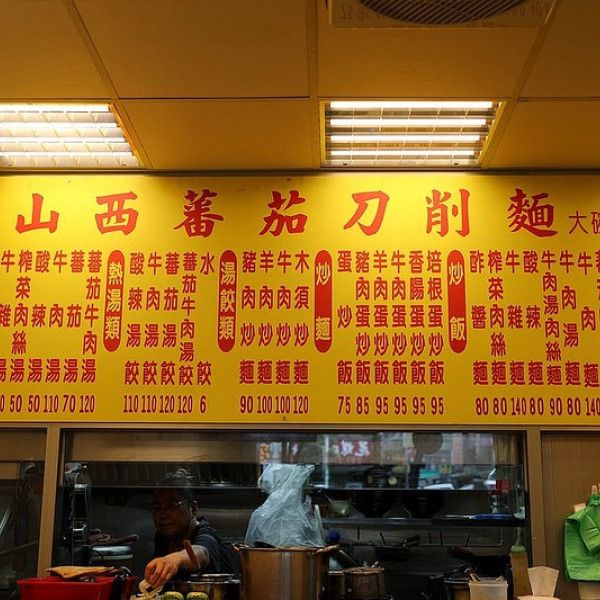 山西蕃茄刀削麵 大碗
牛肉麵 140
牛肉湯麵 80
牛肉湯肉絲麵 90
酸辣麵 80
牛雜麵 140
榨菜肉絲麵 80
酢醬麵 80
炒飯
培根蛋炒飯 95
香腸蛋炒飯 95
牛肉蛋炒飯 95
羊肉蛋炒飯 95
豬肉蛋炒飯 85
蛋炒飯 75
炒麵
木須炒麵 120
牛肉炒麵 100
羊肉炒麵 100
豬肉炒麵 90
湯餃類
水餃 6
蕃茄牛肉湯餃 120
蕃茄湯餃 120
牛肉湯餃 110
酸辣湯餃 110
熱湯類
蕃茄牛肉湯 120
蕃茄湯 70
牛肉湯 110
酸辣湯 50
榨菜肉絲湯 50
牛雜湯